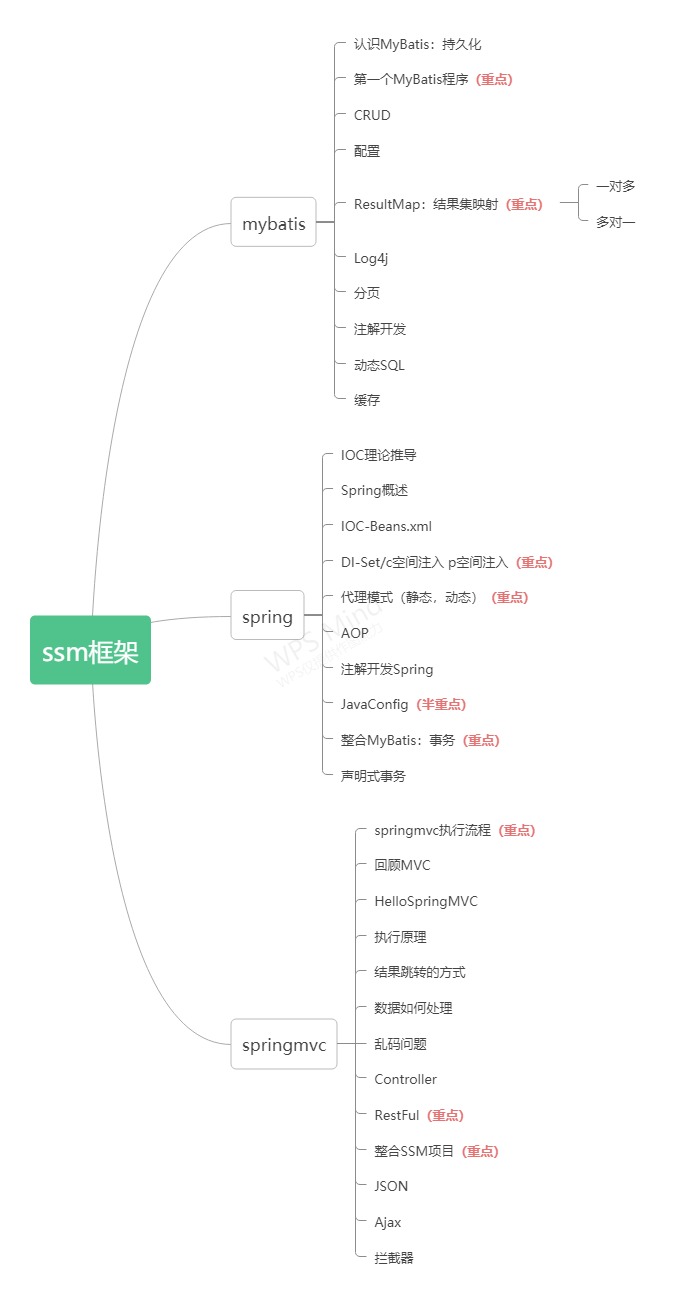 ssm框架
mybatis
认识MyBatis：持久化
第一个MyBatis程序（重点）
CRUD
配置
ResultMap：结果集映射（重点）
一对多
多对一
Log4j
分页
注解开发
动态SQL
缓存
spring
IOC理论推导
Spring概述
IOC-Beans.xml
DI-Set/c空间注入 p空间注入（重点）
代理模式（静态，动态）（重点）
AOP
注解开发Spring
JavaConfig（半重点）
整合MyBatis：事务（重点）
声明式事务
springmvc
springmvc执行流程（重点）
回顾MVC
HelloSpringMVC
执行原理
结果跳转的方式
数据如何处理
乱码问题
Controller
RestFul（重点）
整合SSM项目（重点）
JSON
Ajax
拦截器
WPS Mind